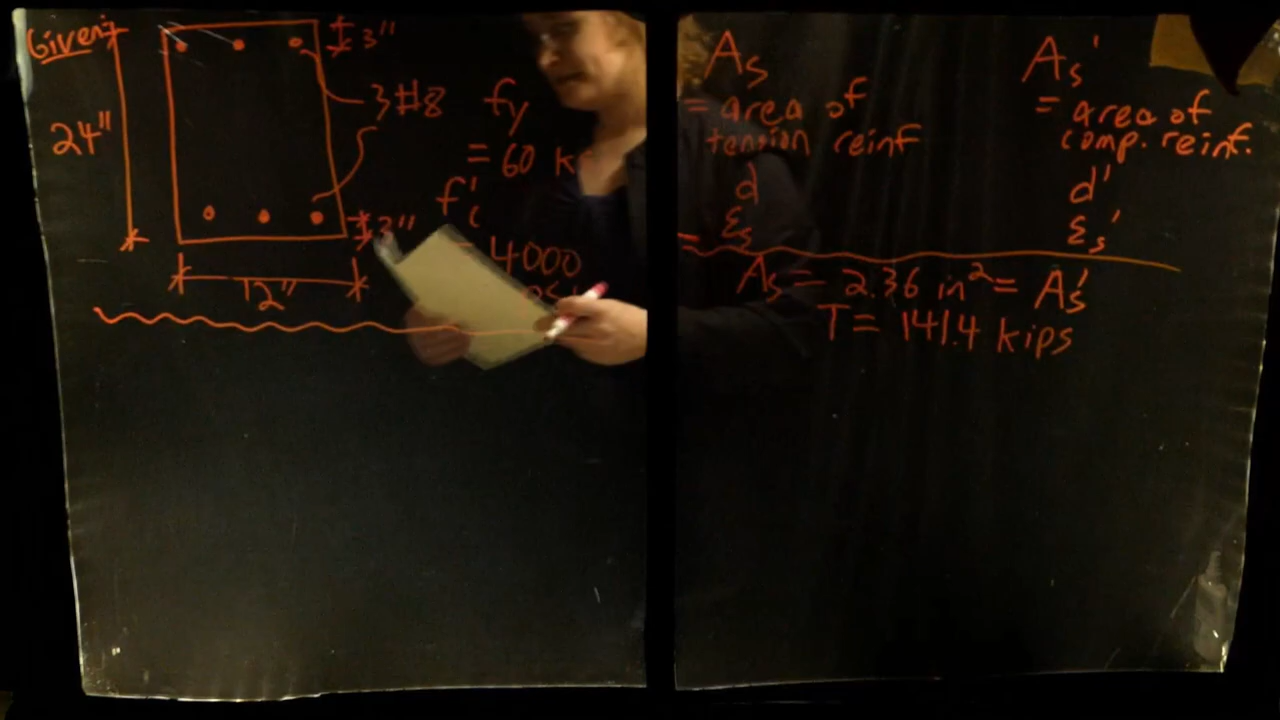 Given:
3"
24"
3#8
3"
12"
fy
= 60
f'c
= 4000
As
= area of
tension reinf
d
εs
As'
= area of
comp. reinf.
d'
εs'
As = 2.36 in² = As'
T = 141.4 kips